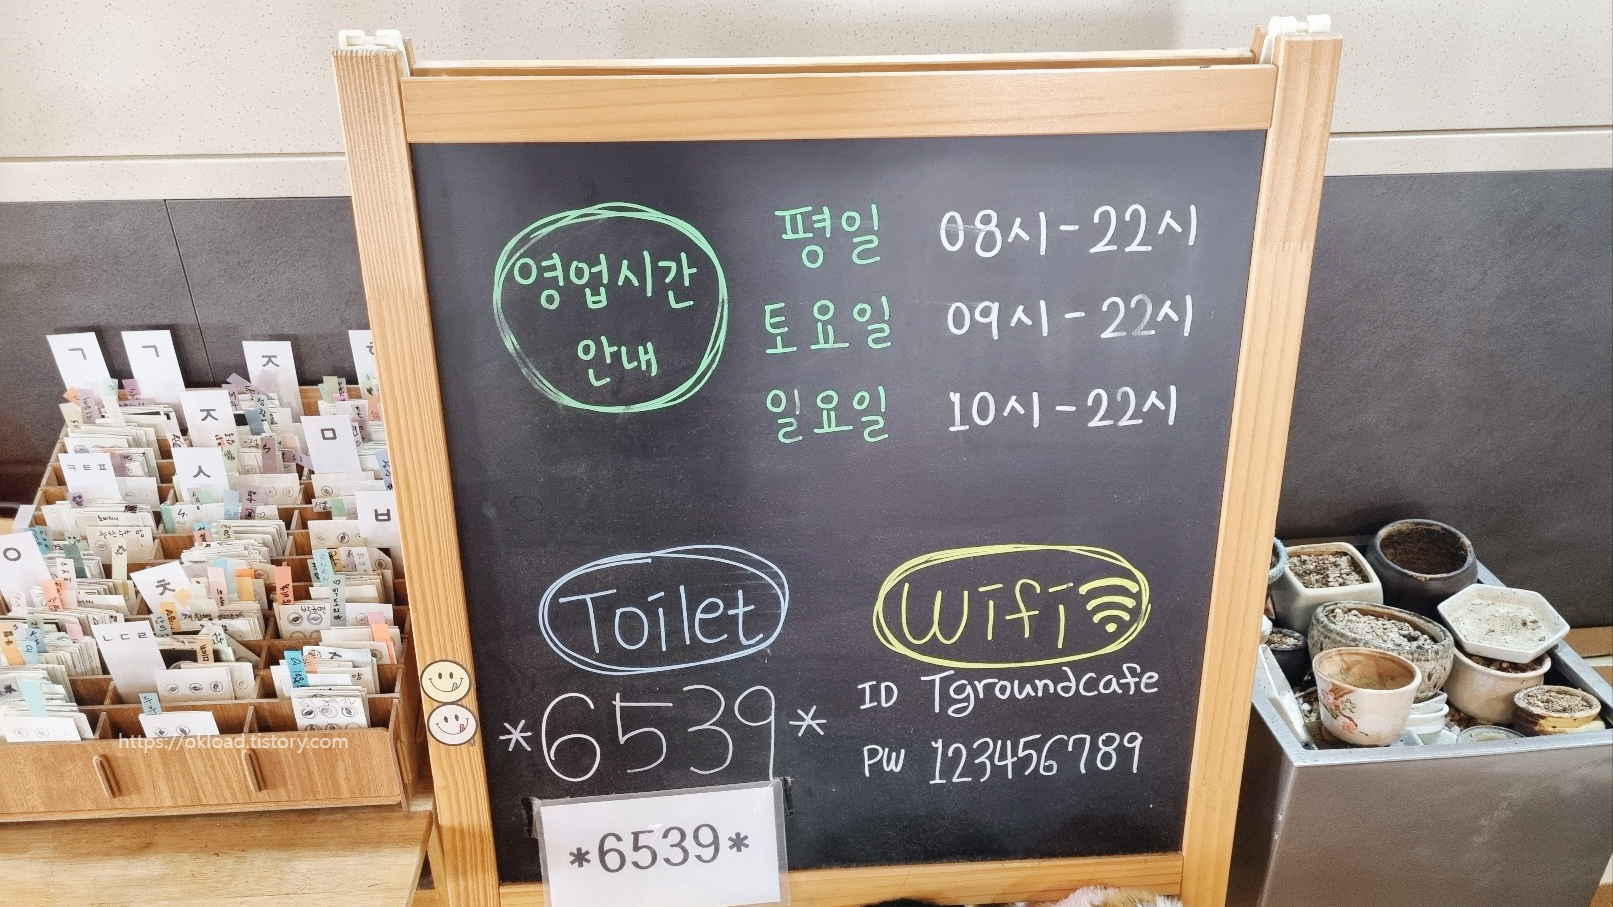 영업시간
안내
평일 08시-22시
토요일 09시-22시
일요일 10시-22시
Toilet
*6539*
*6539*
Wifi
ID Tgroundcafe
PW 123456789
ㄱ
ㄱ
ㅈ
ㅈ
ㅁ
ㅋㅌㅍ
ㅅ
ㅂ
ㅇ
ㅊ
ㄴㄷㄹ
https://okload.tistory.com